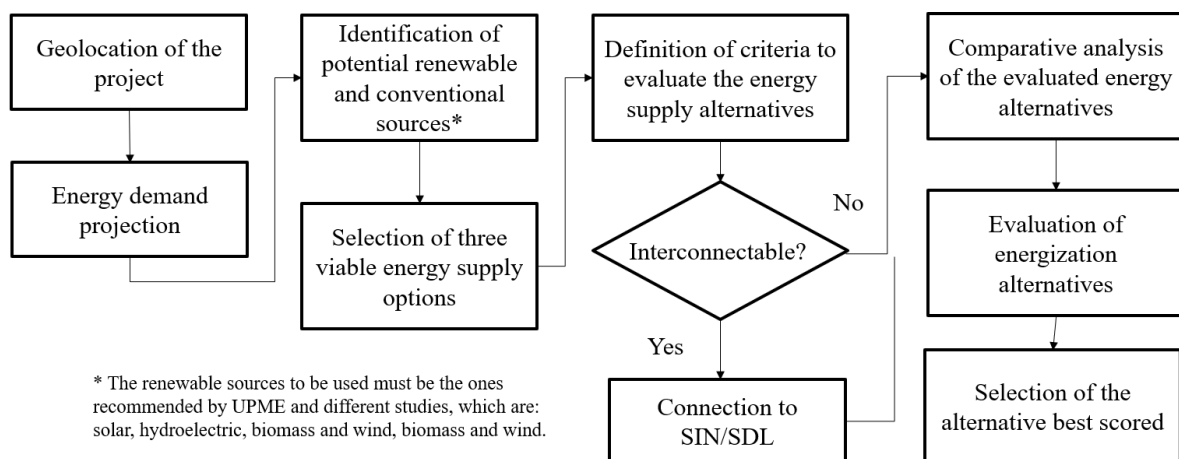 Geolocation of the
project
Energy demand
projection
Identification of
potential renewable
and conventional
sources*
Selection of three
viable energy supply
options
Definition of criteria to
evaluate the energy
supply alternatives
Interconnectable?
No
Yes
Connection to
SIN/SDL
Comparative analysis
of the evaluated energy
alternatives
Evaluation of
energization
alternatives
Selection of the
alternative best scored
* The renewable sources to be used must be the ones
recommended by UPME and different studies, which are:
solar, hydroelectric, biomass and wind, biomass and wind.